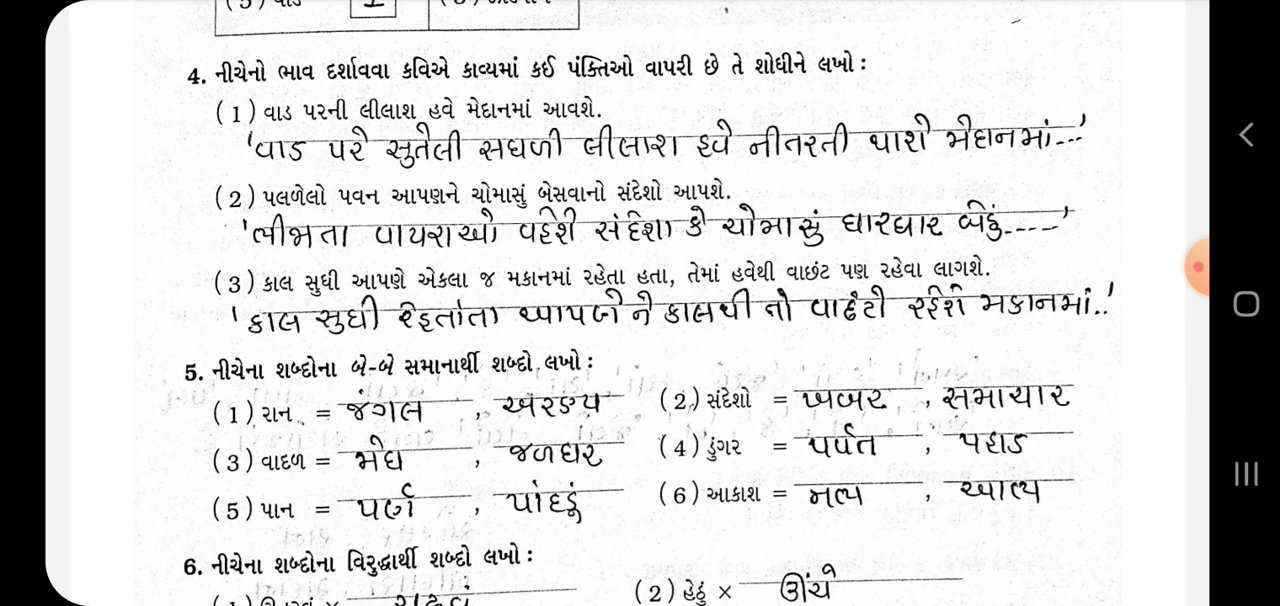 4. નીચેનો ભાવ દર્શાવવા કવિએ કાવ્યમાં કઈ પંક્તિઓ વાપરી છે તે શોધીને લખો :
(1) વાડ પરની લીલાશ હવે મેદાનમાં આવશે.
'વાડ પરે સુતેલી સઘળી લીલાશ હવે નીતરતી થાશે મેદાનમાં...'
(2) પલળેલો પવન આપણને ચોમાસું બેસવાનો સંદેશો આપશે.
'ભીંજાતા વાયરાઓ વહેશે સંદેશા કે ચોમાસું ધારધાર બેઠું....'
(3) કાલ સુધી આપણે એકલા જ મકાનમાં રહેતા હતા, તેમાં હવેથી વાછંટ પણ રહેવા લાગશે.
'કાલ સુધી રહેતા'તા આપણે ને કાલથી તો વાછંટો રહેશે મકાનમાં..'
5. નીચેના શબ્દોના બે-બે સમાનાર્થી શબ્દો લખો :
(1) રાન = જંગલ , અરણ્ય (2) સંદેશો = ખબર , સમાચાર
(3) વાદળ = મેઘ , જળધર (4) ડુંગર = પર્વત , પહાડ
(5) પાન = પર્ણ , પાંદડું (6) આકાશ = નભ , આભ
6. નીચેના શબ્દોના વિરુદ્ધાર્થી શબ્દો લખો :
(2) હેઠું × ઊંચે